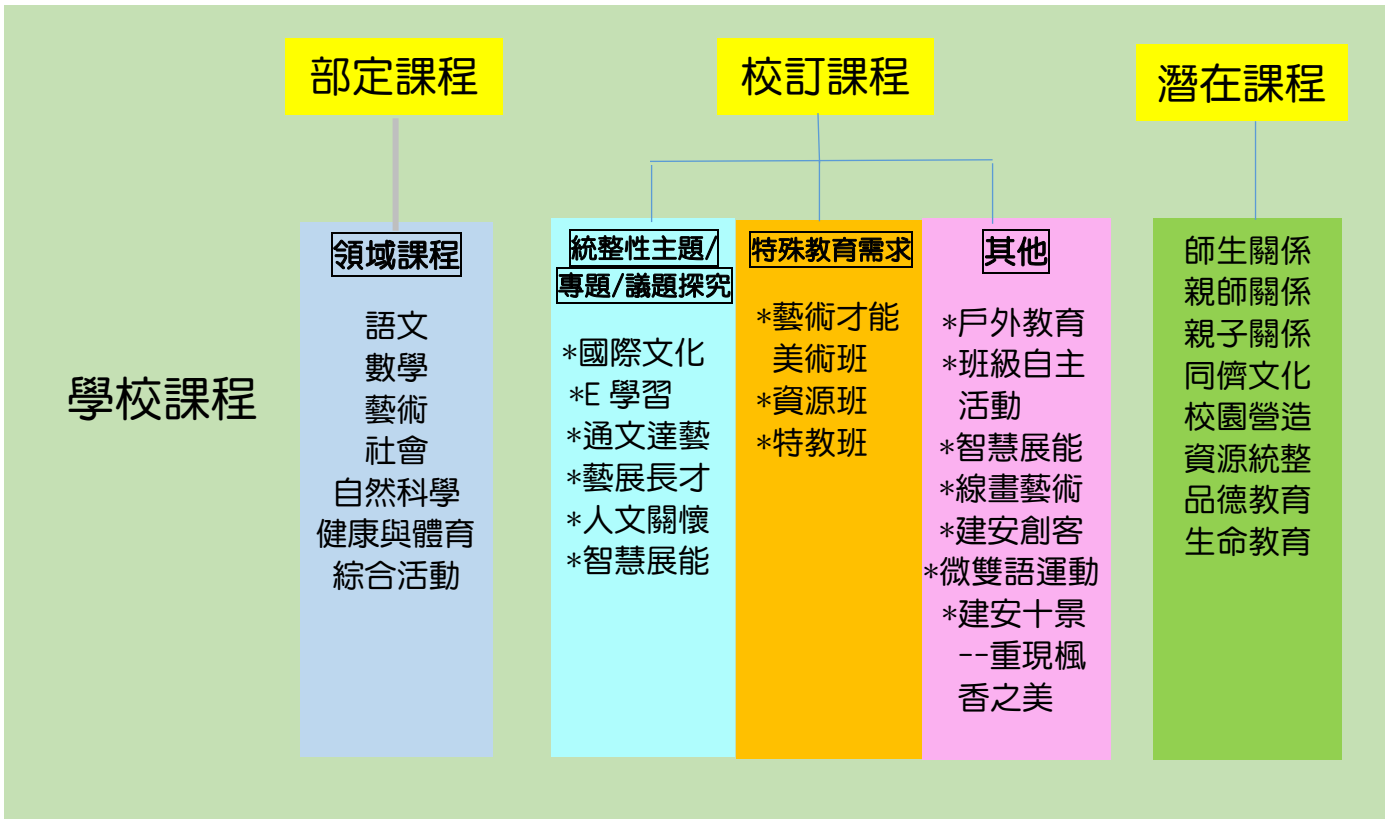 學校課程
部定課程
領域課程
語文
數學
藝術
社會
自然科學
健康與體育
綜合活動
校訂課程
統整性主題/
專題/議題探究
*國際文化
*E 學習
*通文達藝
*藝展長才
*人文關懷
*智慧展能
特殊教育需求
*藝術才能
美術班
*資源班
*特教班
其他
*戶外教育
*班級自主
活動
*智慧展能
*線畫藝術
*建安創客
*微雙語運動
*建安十景
--重現楓
香之美
潛在課程
師生關係
親師關係
親子關係
同儕文化
校園營造
資源統整
品德教育
生命教育